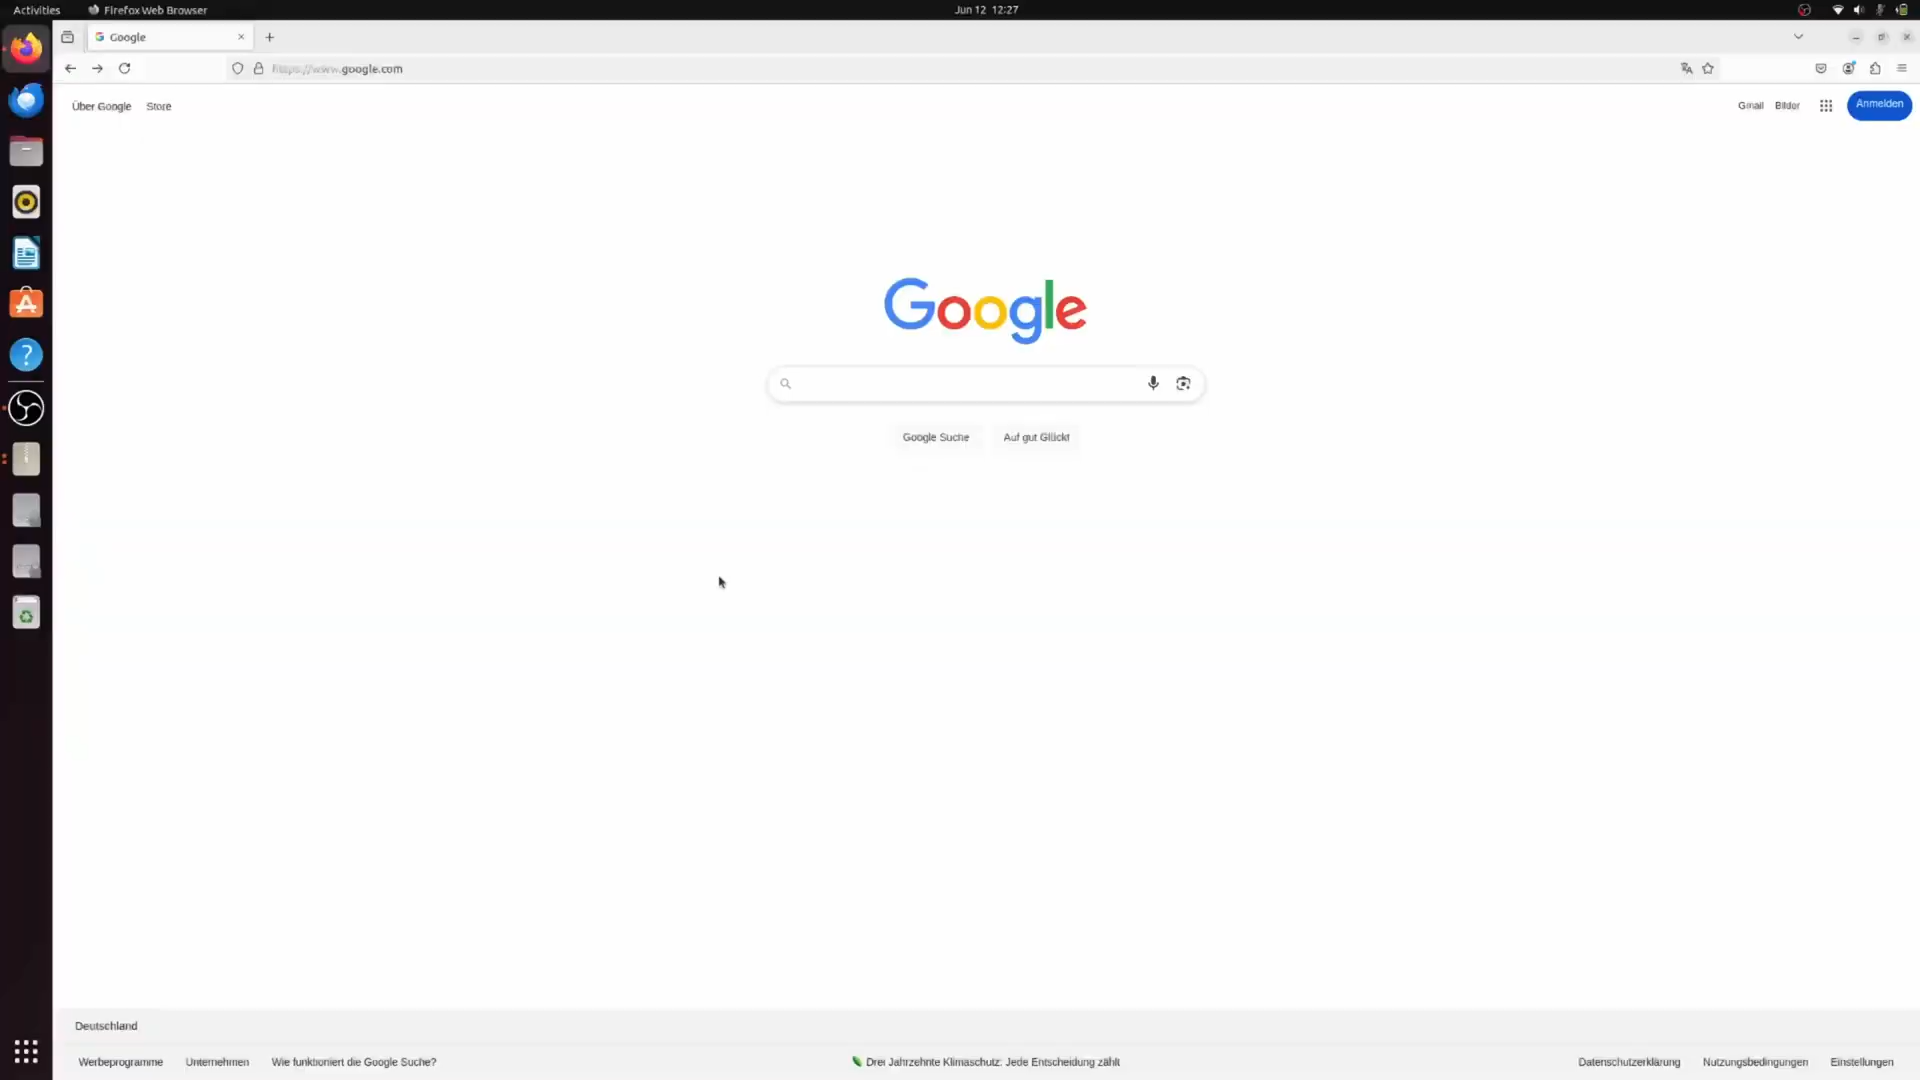 Activities Firefox Web Browser Jun 12 12:27
Google
https://www.google.com
Über Google Store Gmail Bilder Anmelden
Google
Google Suche Auf gut Glück!
Deutschland
Werbeprogramme Unternehmen Wie funktioniert die Google Suche? Drei Jahrzehnte Klimaschutz: Jede Entscheidung zählt Datenschutzerklärung Nutzungsbedingungen Einstellungen